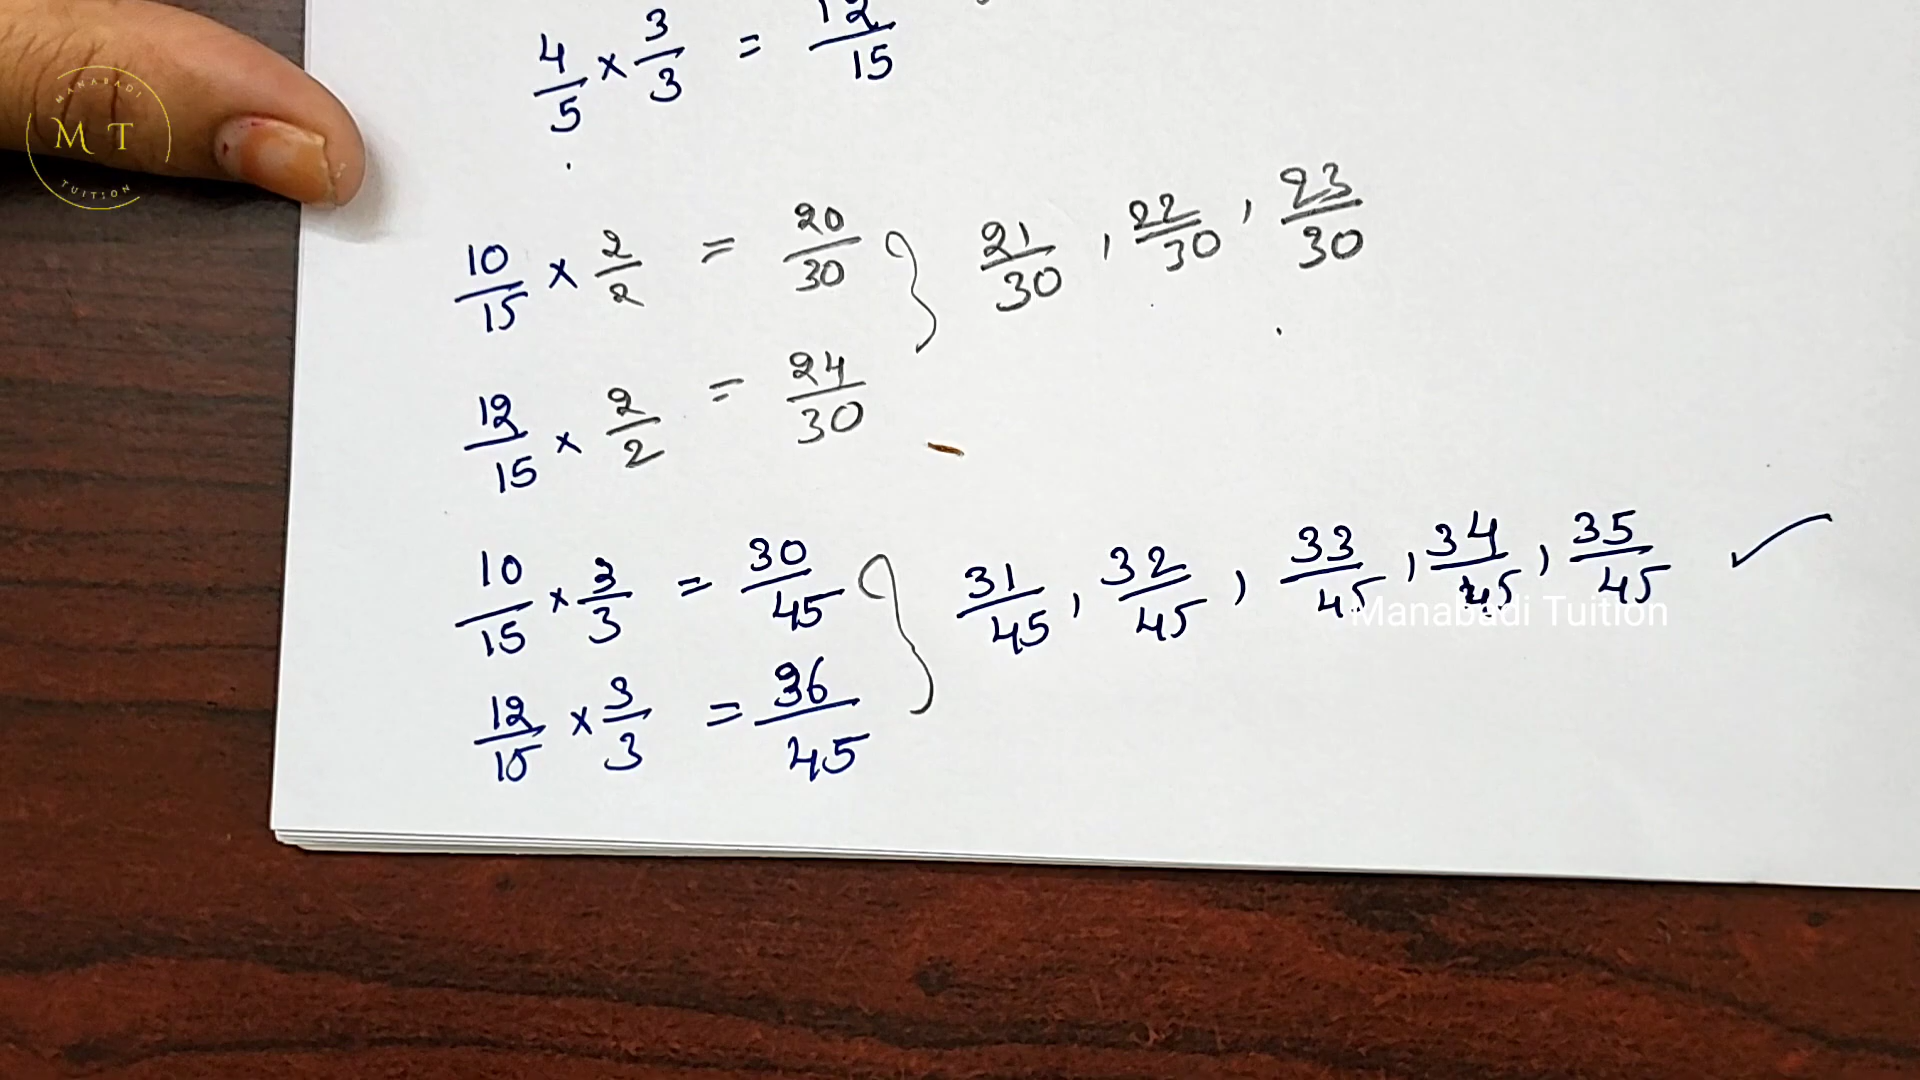 4/5 × 3/3 = 12/15
10/15 × 2/2 = 20/30 } 21/30, 22/30, 23/30
12/15 × 2/2 = 24/30
10/15 × 3/3 = 30/45 } 31/45, 32/45, 33/45, 34/45, 35/45 ✓
12/15 × 3/3 = 36/45
MANABADI
M T
TUITION
Manabadi Tuition